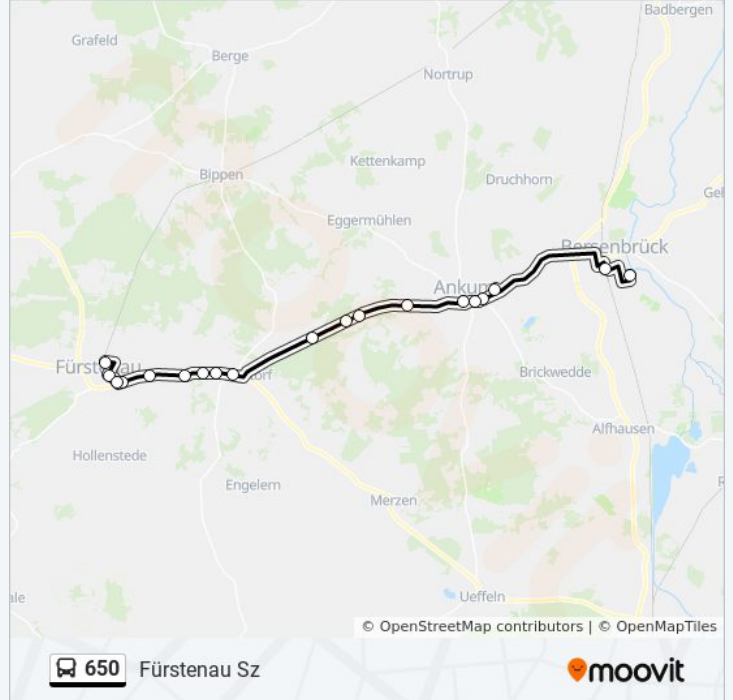 Badbergen
Grafeld
Berge
Nortrup
Kettenkamp
Bippen
Druchhorn
Eggermühlen
Bersenbrück
Ankum
Fürstenau
Brickwedde
Alfhausen
Hollenstede
Engelern
Merzen
Ueffeln
© OpenStreetMap contributors | © OpenMapTiles
650 Fürstenau Sz
moovit